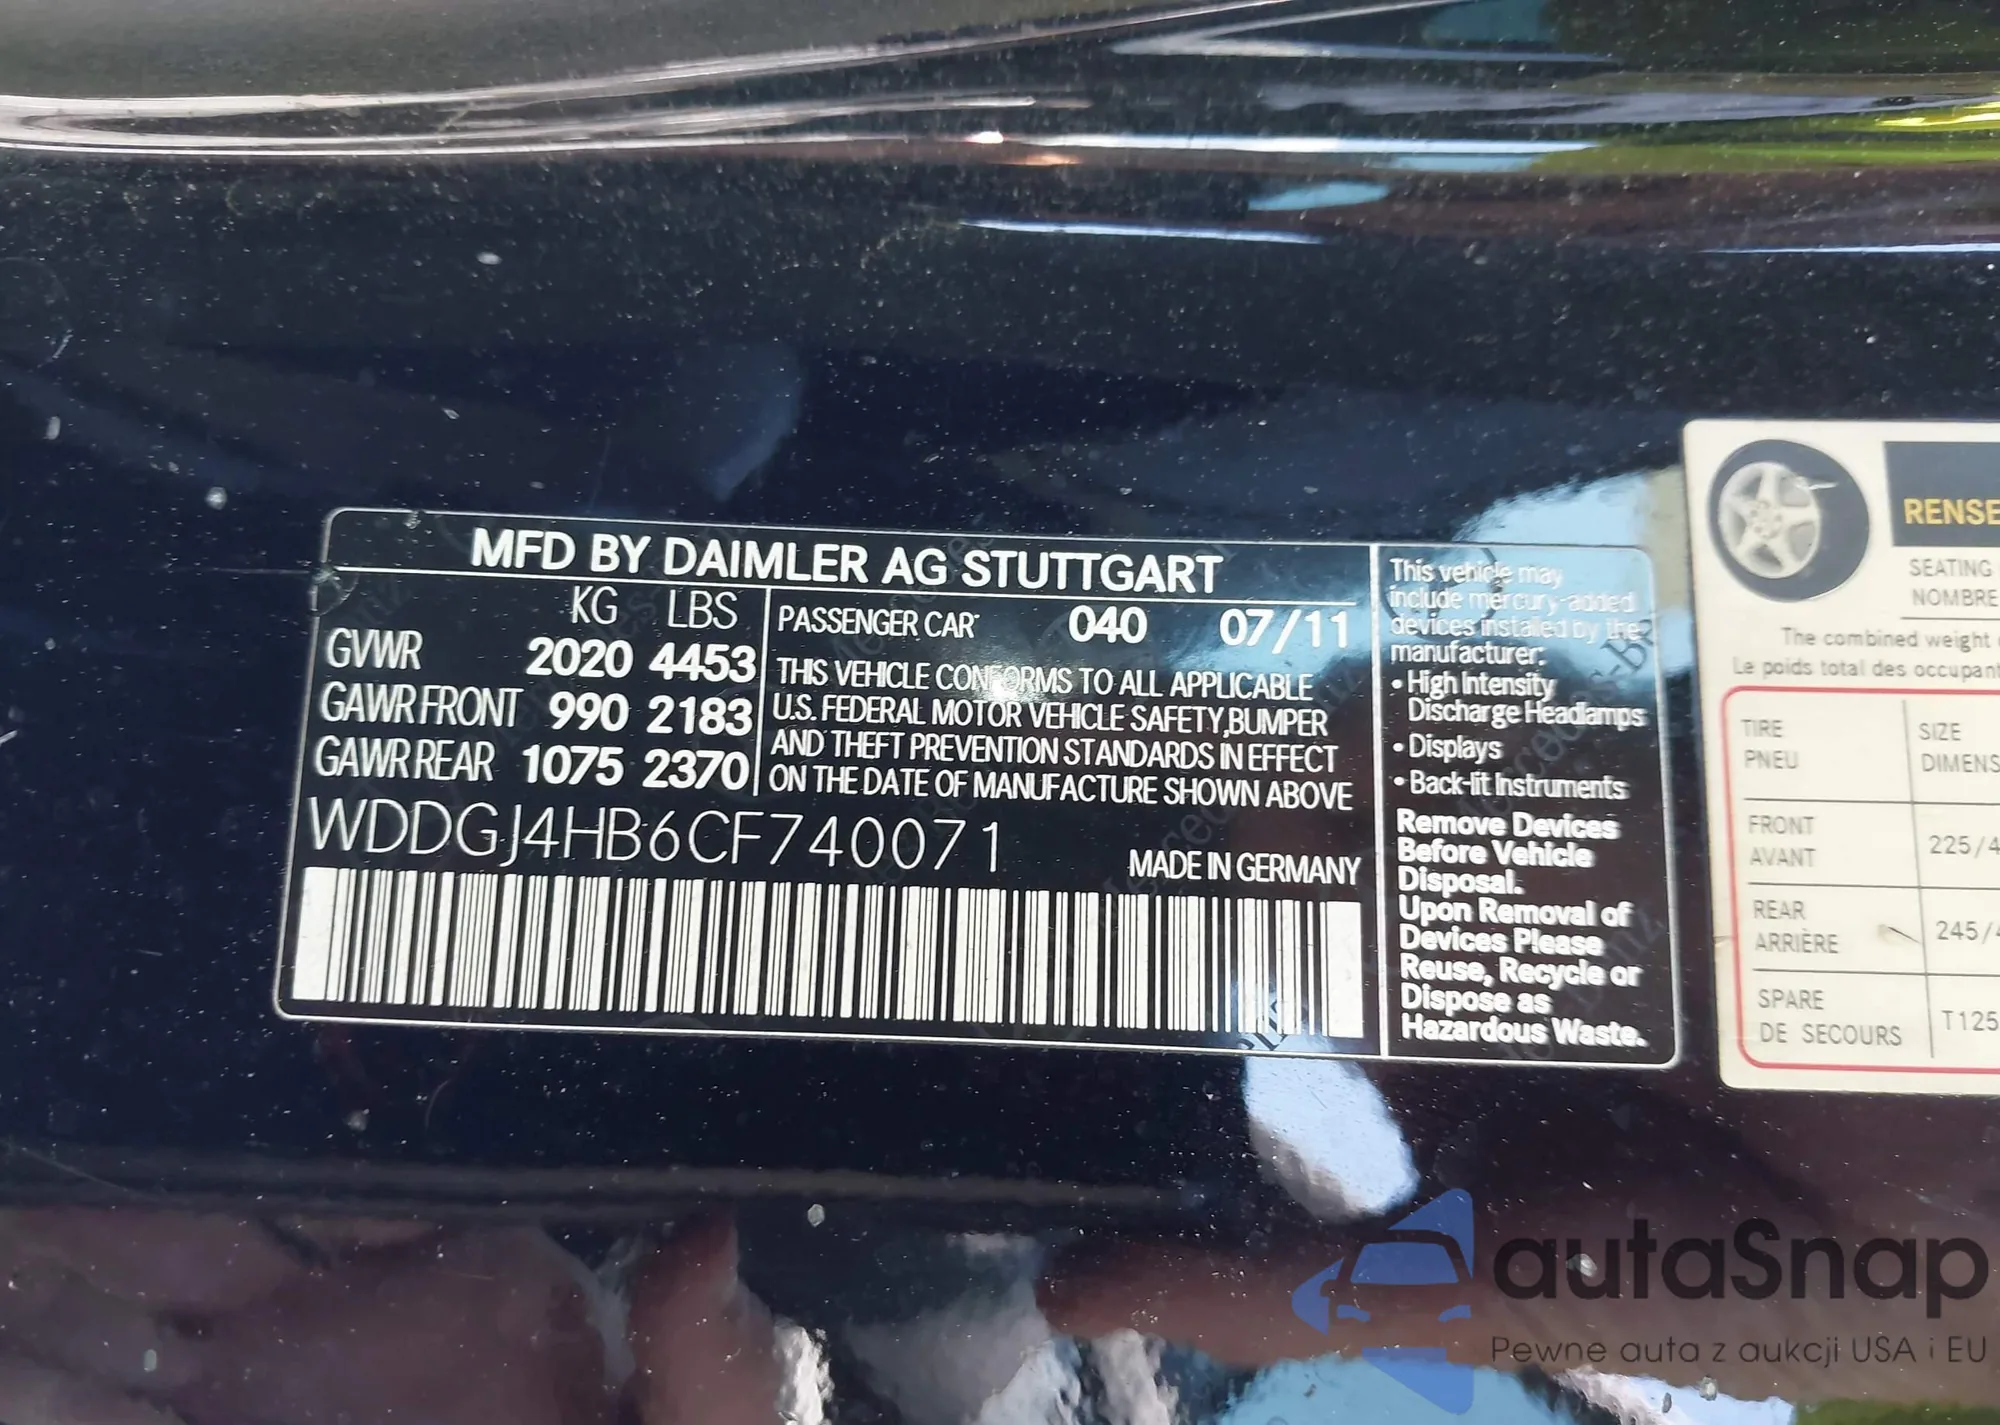 MFD BY DAIMLER AG STUTTGART
KG LBS
GVWR 2020 4453
GAWR FRONT 990 2183
GAWR REAR 1075 2370
PASSENGER CAR 040 07/11
THIS VEHICLE CONFORMS TO ALL APPLICABLE
U.S. FEDERAL MOTOR VEHICLE SAFETY,BUMPER
AND THEFT PREVENTION STANDARDS IN EFFECT
ON THE DATE OF MANUFACTURE SHOWN ABOVE
WDDGJ4HB6CF740071
MADE IN GERMANY
This vehicle may
include mercury-added
devices installed by the
manufacturer:
• High Intensity
Discharge Headlamps
• Displays
• Back-lit Instruments
Remove Devices
Before Vehicle
Disposal.
Upon Removal of
Devices Please
Reuse, Recycle or
Dispose as
Hazardous Waste.
RENSE
SEATING
NOMBRE
The combined weight
Le poids total des occupant
TIRE SIZE
PNEU DIMENS
FRONT
AVANT
225/4
REAR
ARRIÈRE
245/4
SPARE
DE SECOURS
T125
autaSnap
Pewne auta z aukcji USA i EU